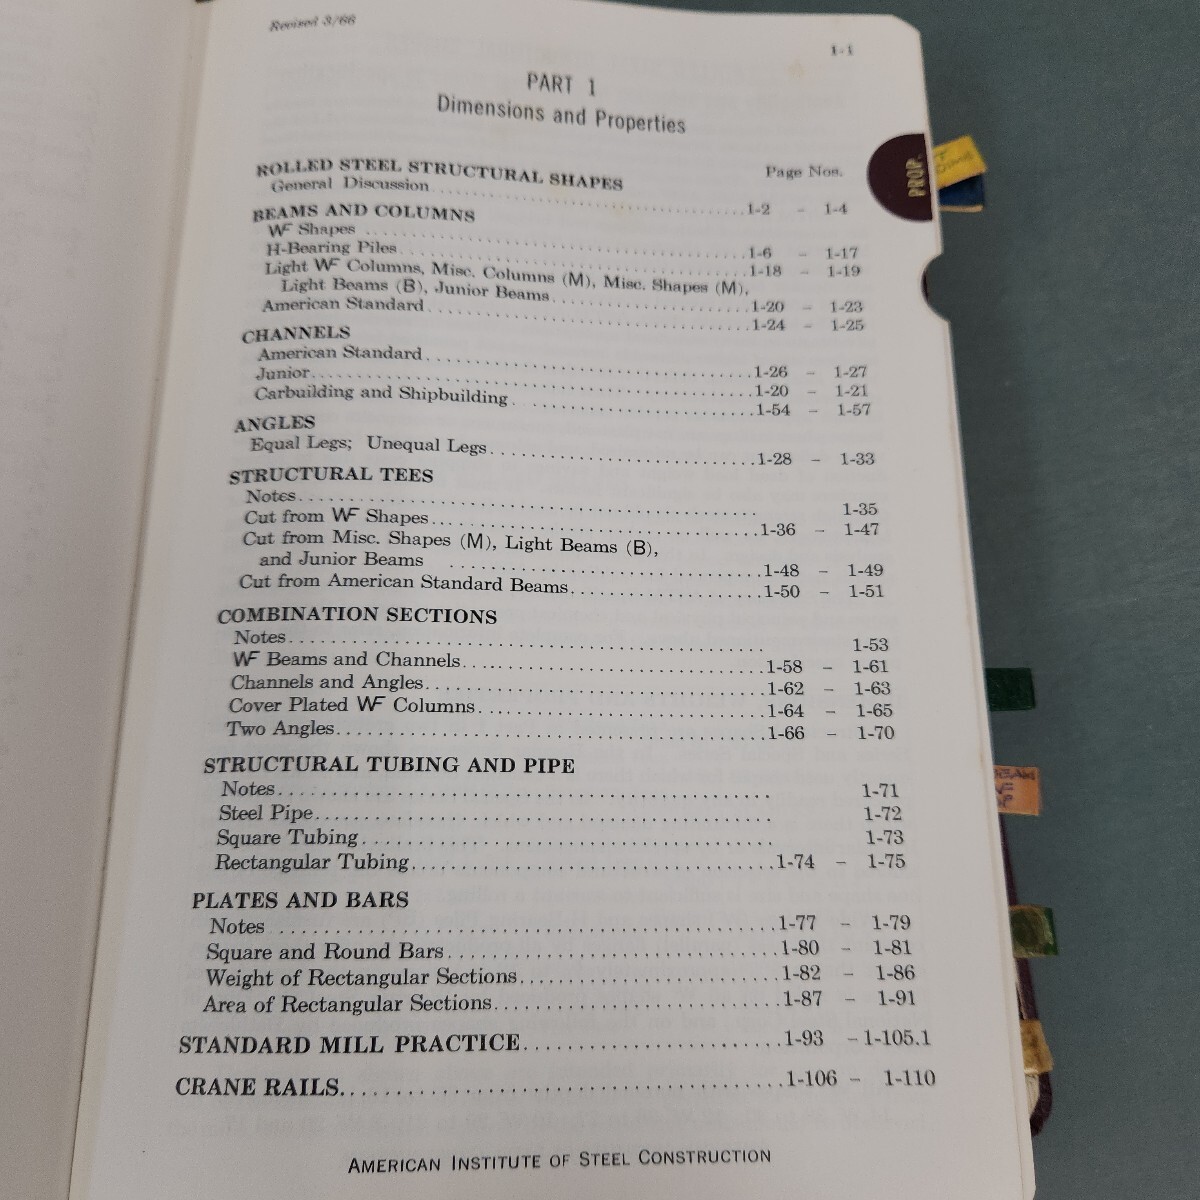 Revised 3/66
1-1
PART 1
Dimensions and Properties
ROLLED STEEL STRUCTURAL SHAPES Page Nos.
General Discussion 1-2 – 1-4
BEAMS AND COLUMNS
WF Shapes 1-6 – 1-17
H-Bearing Piles 1-18 – 1-19
Light WF Columns, Misc. Columns (M), Misc. Shapes (M),
Light Beams (B), Junior Beams 1-20 – 1-23
American Standard 1-24 – 1-25
CHANNELS
American Standard 1-26 – 1-27
Junior 1-20 – 1-21
Carbuilding and Shipbuilding 1-54 – 1-57
ANGLES
Equal Legs; Unequal Legs 1-28 – 1-33
STRUCTURAL TEES
Notes 1-35
Cut from WF Shapes 1-36 – 1-47
Cut from Misc. Shapes (M), Light Beams (B),
and Junior Beams 1-48 – 1-49
Cut from American Standard Beams 1-50 – 1-51
COMBINATION SECTIONS
Notes 1-53
WF Beams and Channels 1-58 – 1-61
Channels and Angles 1-62 – 1-63
Cover Plated WF Columns 1-64 – 1-65
Two Angles 1-66 – 1-70
STRUCTURAL TUBING AND PIPE
Notes 1-71
Steel Pipe 1-72
Square Tubing 1-73
Rectangular Tubing 1-74 – 1-75
PLATES AND BARS
Notes 1-77 – 1-79
Square and Round Bars 1-80 – 1-81
Weight of Rectangular Sections 1-82 – 1-86
Area of Rectangular Sections 1-87 – 1-91
STANDARD MILL PRACTICE 1-93 – 1-105.1
CRANE RAILS 1-106 – 1-110
AMERICAN INSTITUTE OF STEEL CONSTRUCTION
PROP.